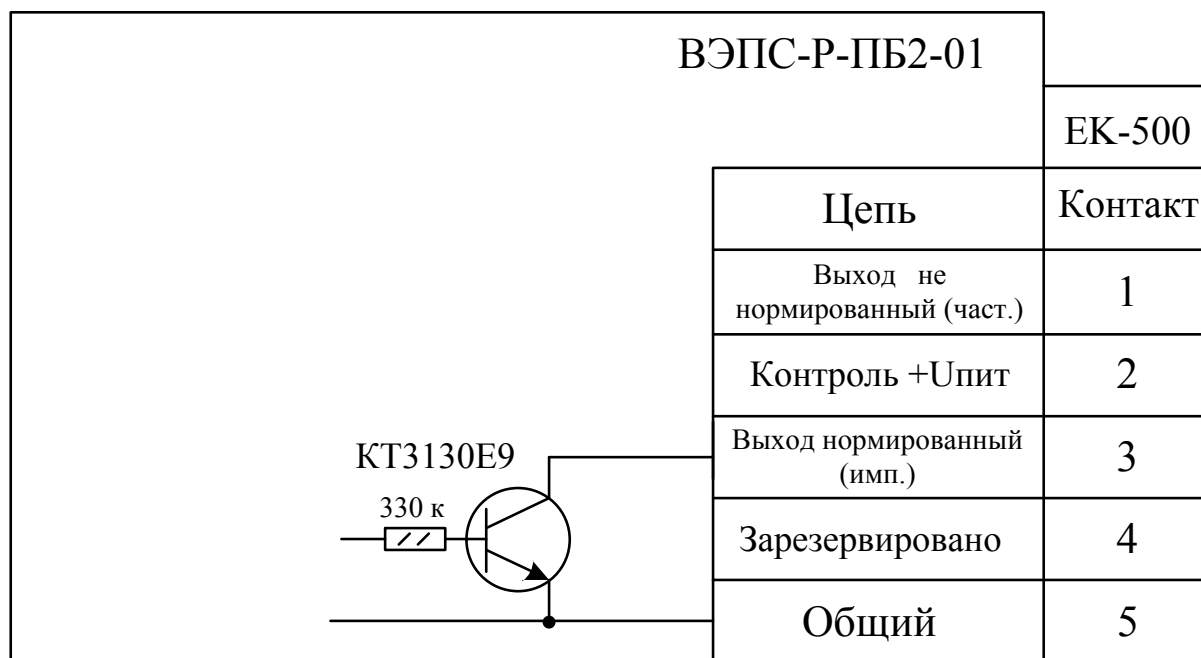 ВЭПС-Р-ПБ2-01
ЕК-500
Цепь
Контакт
Выход не
нормированный (част.)
1
Контроль +Uпит
2
Выход нормированный
(имп.)
3
КТ3130Е9
330 к
Зарезервировано
4
Общий
5